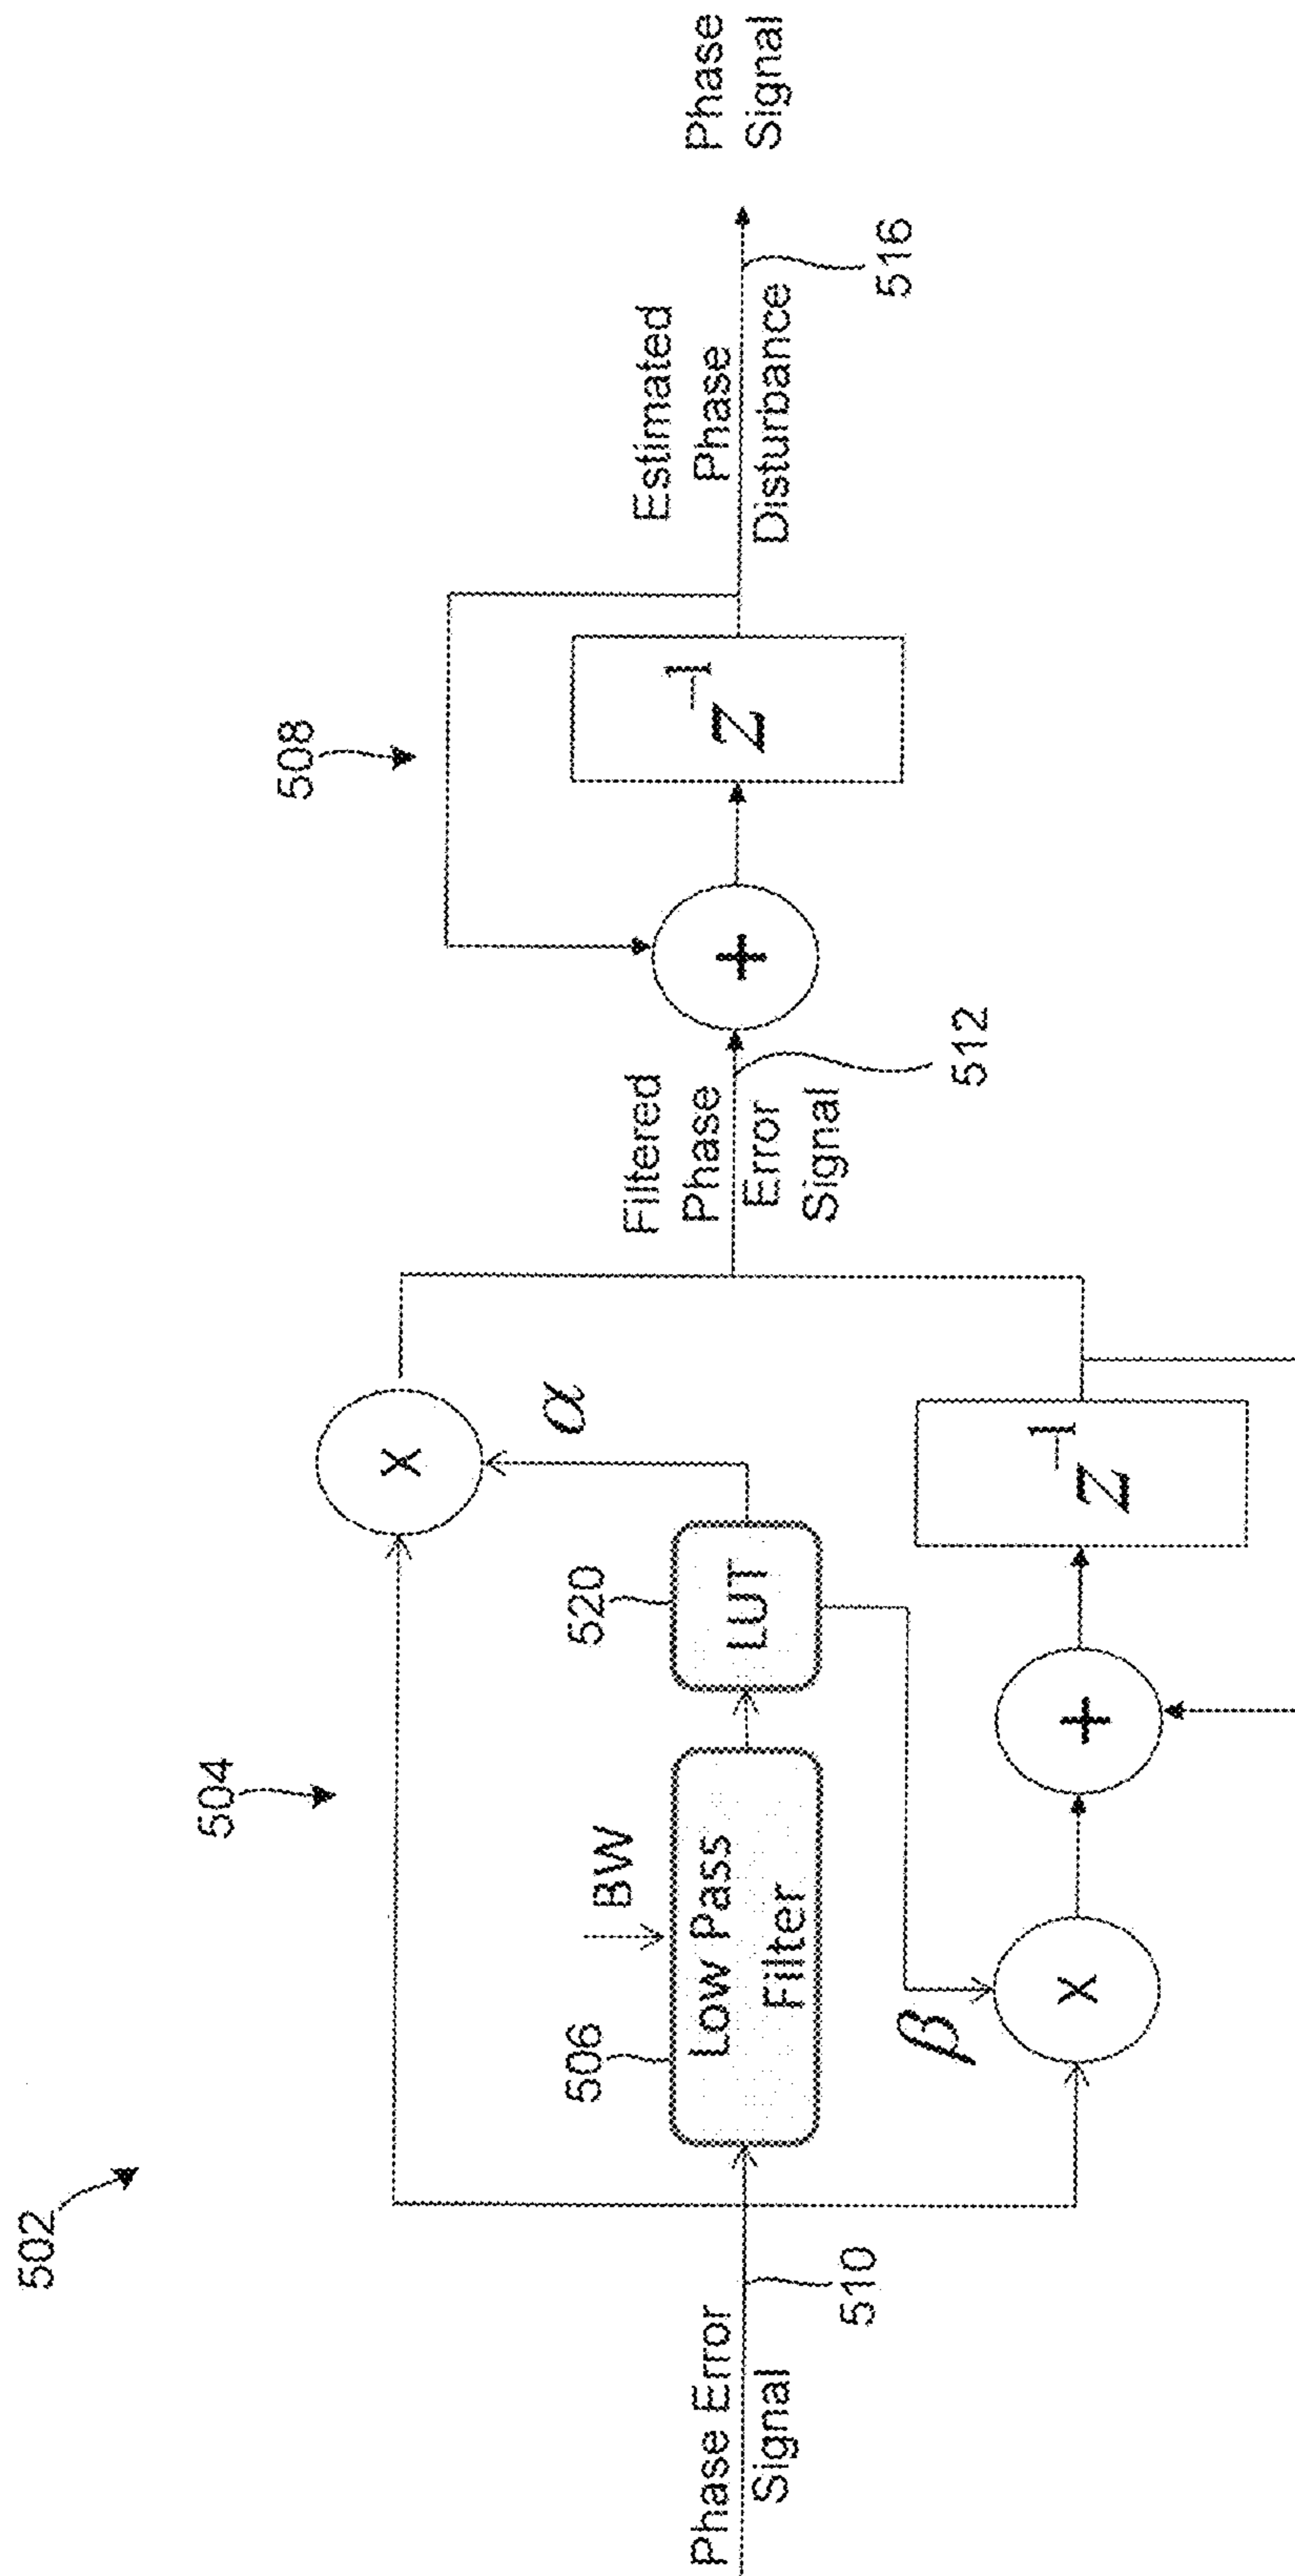 502
504
508
Phase Error
Signal
510
506
BW
Low Pass
Filter
520
LUT
α
β
X
X
+
Z⁻¹
Filtered
Phase
Error
Signal
512
+
Z⁻¹
Estimated
Phase
Disturbance
516
Phase
Signal